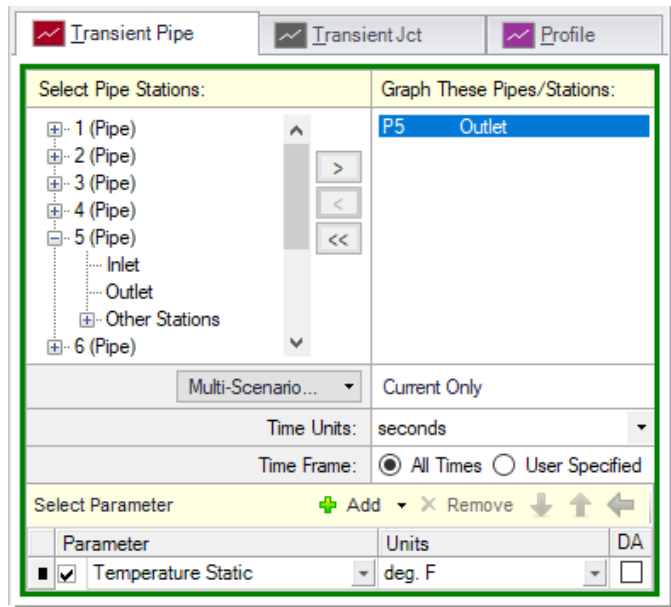 Transient Pipe
Transient Jct
Profile
Select Pipe Stations:
Graph These Pipes/Stations:
1 (Pipe)
2 (Pipe)
3 (Pipe)
4 (Pipe)
5 (Pipe)
Inlet
Outlet
Other Stations
6 (Pipe)
>
<
<<
P5 Outlet
Multi-Scenario... Current Only
Time Units: seconds
Time Frame: All Times User Specified
Select Parameter Add Remove
Parameter Units DA
Temperature Static deg. F